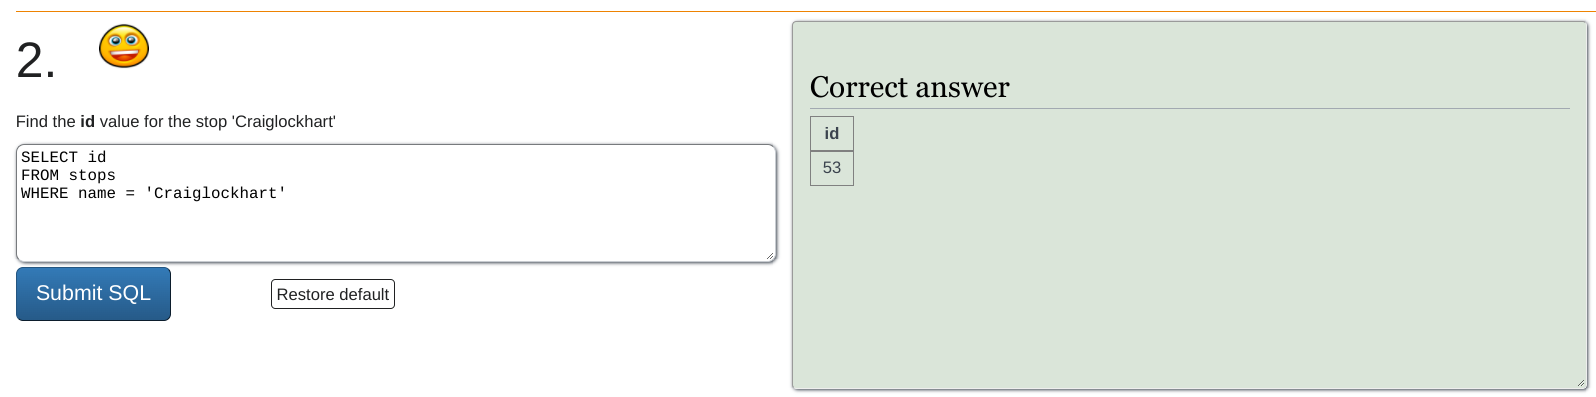 2.
Find the id value for the stop 'Craiglockhart'
SELECT id
FROM stops
WHERE name = 'Craiglockhart'
Submit SQL
Restore default
Correct answer
id
53